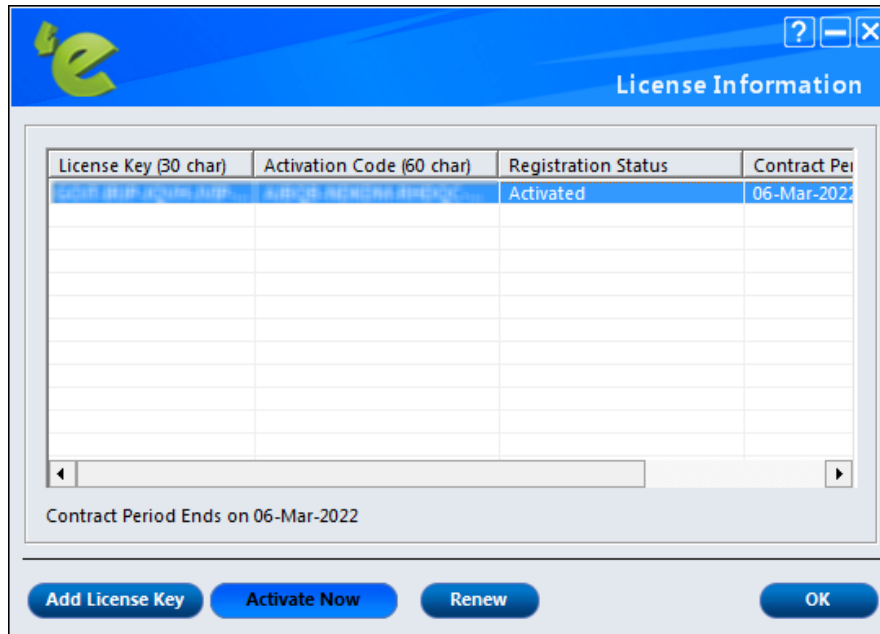 License Information
License Key (30 char) Activation Code (60 char) Registration Status Contract Per
Activated 06-Mar-2022
Contract Period Ends on 06-Mar-2022
Add License Key Activate Now Renew OK